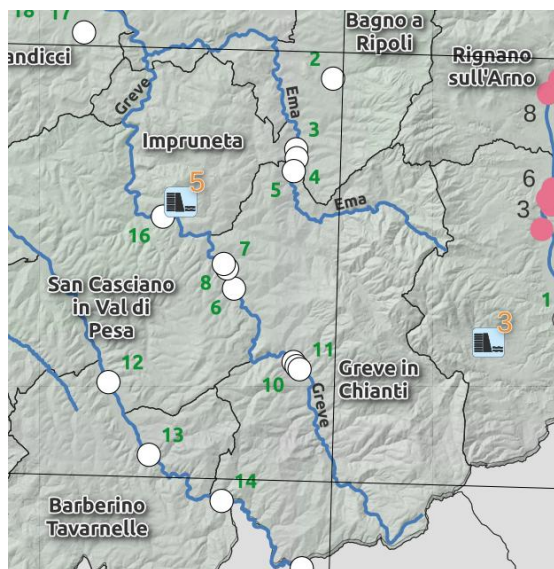 18 17
andicci
Bagno a
Ripoli
2
Rignano
sull'Arno
8
Greve
Ema
3
Impruneta
4
5
5
Ema
6
3
16
7
8
6
San Casciano
in Val di
Pesa
1
3
12
11
10
Greve in
Chianti
Greve
13
14
Barberino
Tavarnelle